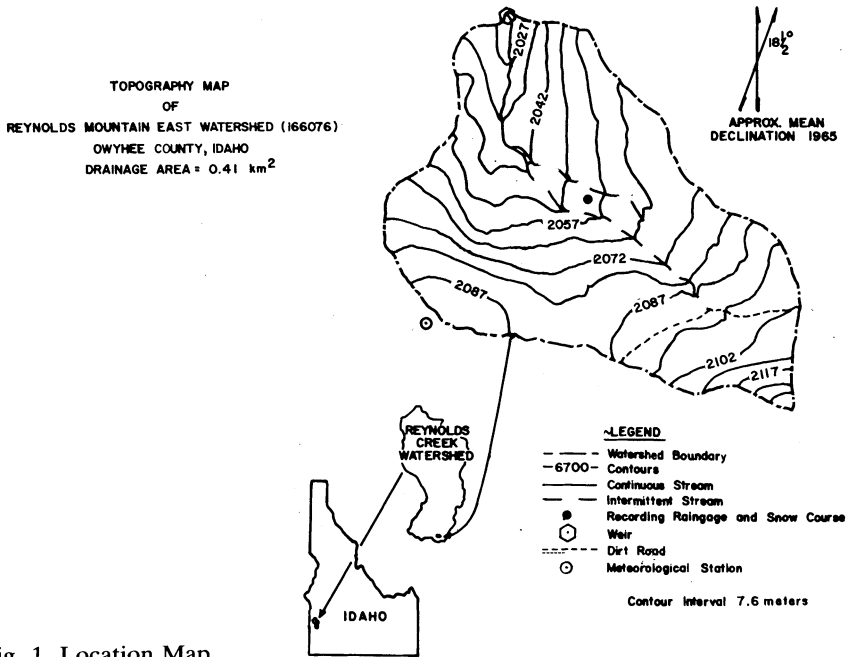 TOPOGRAPHY MAP
OF
REYNOLDS MOUNTAIN EAST WATERSHED (166076)
OWYHEE COUNTY, IDAHO
DRAINAGE AREA = 0.41 km²
2027
2042
2057
2072
2087
2087
2102
2117
18½°
APPROX. MEAN
DECLINATION 1965
REYNOLDS
CREEK
WATERSHED
IDAHO
LEGEND
Watershed Boundary
-6700- Contours
Continuous Stream
Intermittent Stream
Recording Raingage and Snow Course
Weir
Dirt Road
Meteorological Station
Contour Interval 7.6 meters
ig. 1 Location Map